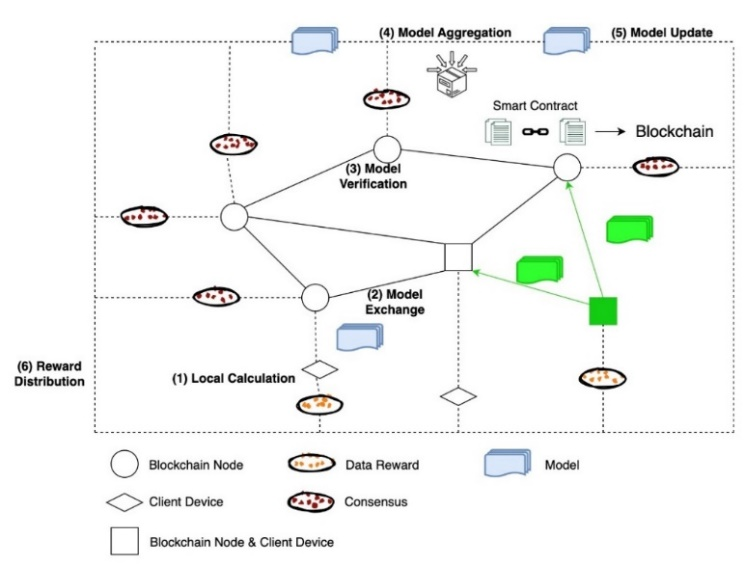 (4) Model Aggregation
(5) Model Update
Smart Contract
Blockchain
(3) Model
Verification
(2) Model
Exchange
(6) Reward
Distribution
(1) Local Calculation
Blockchain Node
Data Reward
Model
Client Device
Consensus
Blockchain Node & Client Device